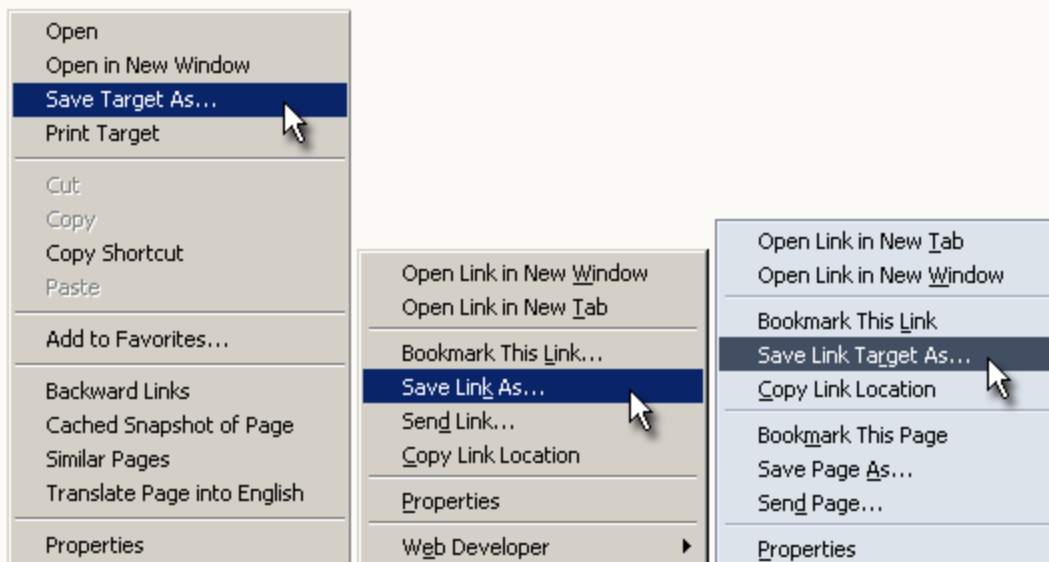 Open
Open in New Window
Save Target As...
Print Target
Cut
Copy
Copy Shortcut
Paste
Add to Favorites...
Backward Links
Cached Snapshot of Page
Similar Pages
Translate Page into English
Properties
Open Link in New Window
Open Link in New Tab
Bookmark This Link...
Save Link As...
Send Link...
Copy Link Location
Properties
Web Developer
Open Link in New Tab
Open Link in New Window
Bookmark This Link
Save Link Target As...
Copy Link Location
Bookmark This Page
Save Page As...
Send Page...
Properties